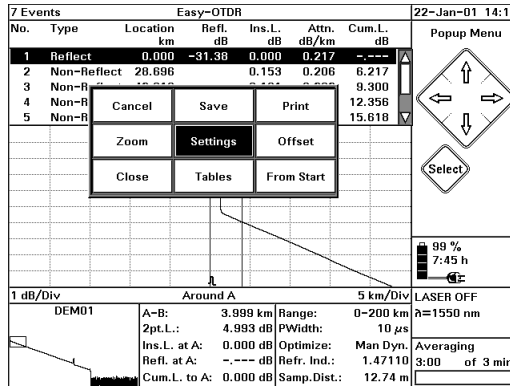 7 Events Easy-OTDR 22-Jan-01 14:1
No. Type Location Refl. Ins.L. Attn. Cum.L.
km dB dB dB/km dB
Popup Menu
1 Reflect 0.000 -31.38 0.000 0.217 -.---
2 Non-Reflect 28.696 0.153 0.206 6.217
3 Non-R 9.300
4 Non-R 12.356
5 Non-R 15.618
Cancel Save Print
Zoom Settings Offset
Close Tables From Start
Select
99 %
7:45 h
1 dB/Div Around A 5 km/Div
LASER OFF
λ=1550 nm
DEM01
A-B: 3.999 km Range: 0-200 km
2pt.L.: 4.993 dB PWidth: 10 µs
Ins.L. at A: 0.000 dB Optimize: Man Dyn.
Refl. at A: -.--- dB Refr. Ind.: 1.47110
Cum.L. to A: 0.000 dB Samp.Dist.: 12.74 m
Averaging
3:00 of 3 min